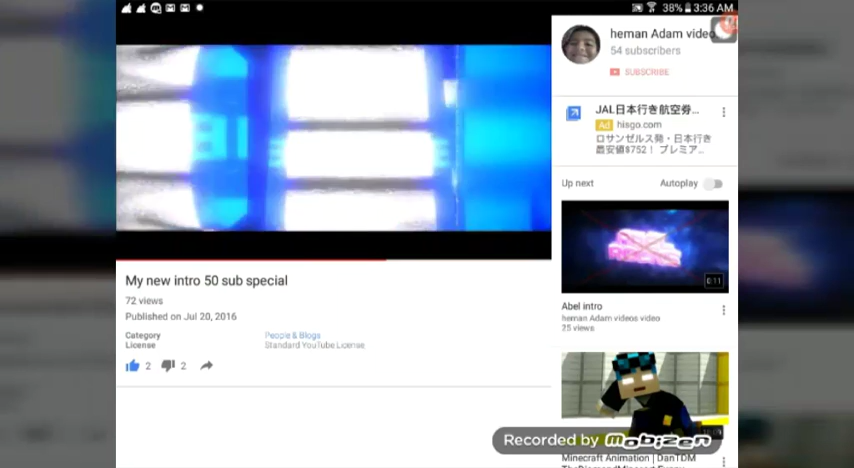 38% 3:36 AM
heman Adam video
54 subscribers
SUBSCRIBE
JAL日本行き航空券...
Ad hisgo.com
ロサンゼルス発・日本行き
最安値$752！ プレミア...
Up next Autoplay
0:11
Abel intro
heman Adam videos video
25 views
My new intro 50 sub special
72 views
Published on Jul 20, 2016
Category People & Blogs
License Standard YouTube License
2 2
Recorded by Mobizen
Minecraft Animation | DanTDM